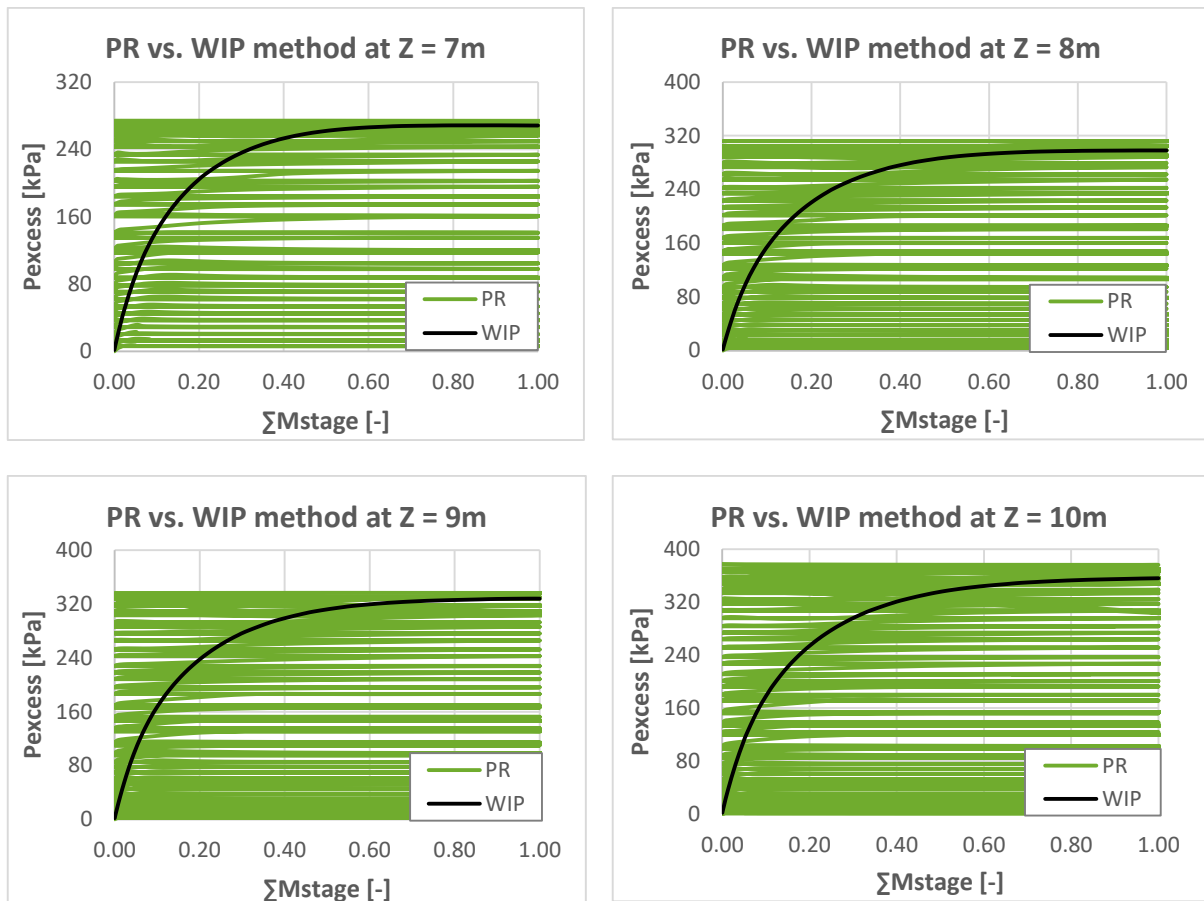 PR vs. WIP method at Z = 7m
320
240
160
80
0
Pexcess [kPa]
PR
WIP
0.00 0.20 0.40 0.60 0.80 1.00
∑Mstage [-]
PR vs. WIP method at Z = 8m
400
320
240
160
80
0
Pexcess [kPa]
PR
WIP
0.00 0.20 0.40 0.60 0.80 1.00
∑Mstage [-]
PR vs. WIP method at Z = 9m
400
320
240
160
80
0
Pexcess [kPa]
PR
WIP
0.00 0.20 0.40 0.60 0.80 1.00
∑Mstage [-]
PR vs. WIP method at Z = 10m
400
320
240
160
80
0
Pexcess [kPa]
PR
WIP
0.00 0.20 0.40 0.60 0.80 1.00
∑Mstage [-]